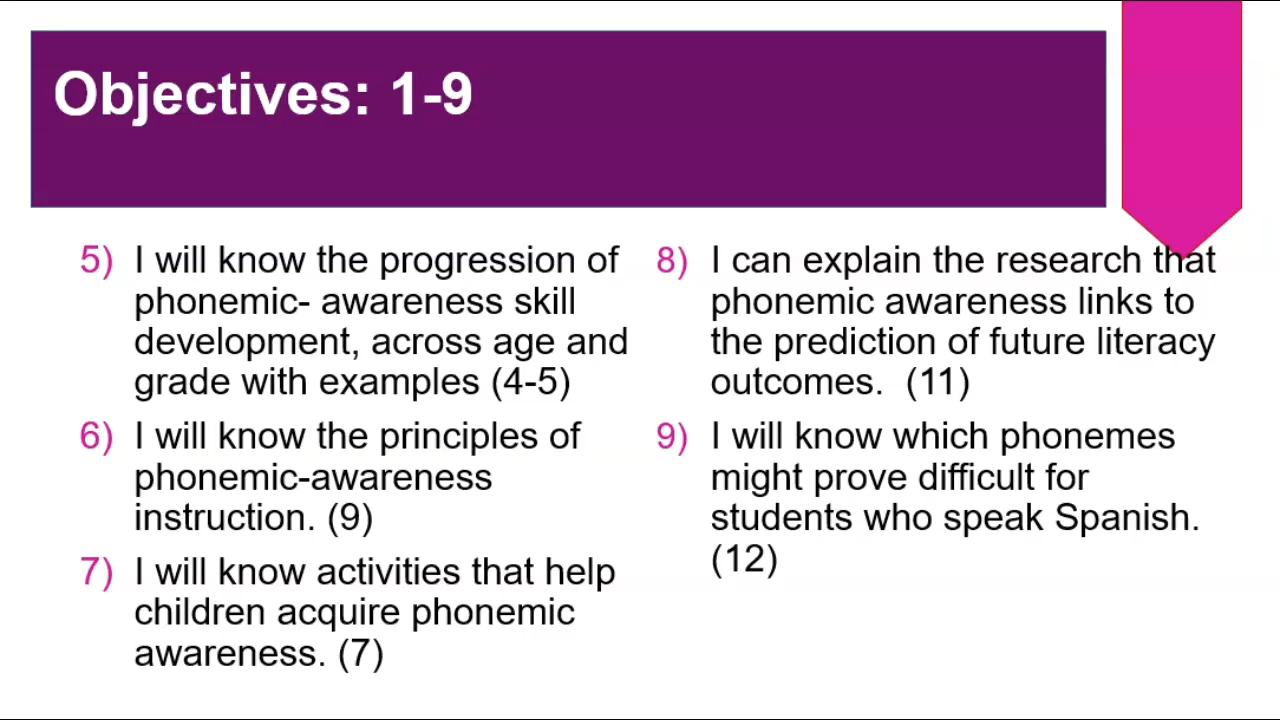 Objectives: 1-9
5) I will know the progression of
phonemic- awareness skill
development, across age and
grade with examples (4-5)
6) I will know the principles of
phonemic-awareness
instruction. (9)
7) I will know activities that help
children acquire phonemic
awareness. (7)
8) I can explain the research that
phonemic awareness links to
the prediction of future literacy
outcomes.  (11)
9) I will know which phonemes
might prove difficult for
students who speak Spanish.
(12)